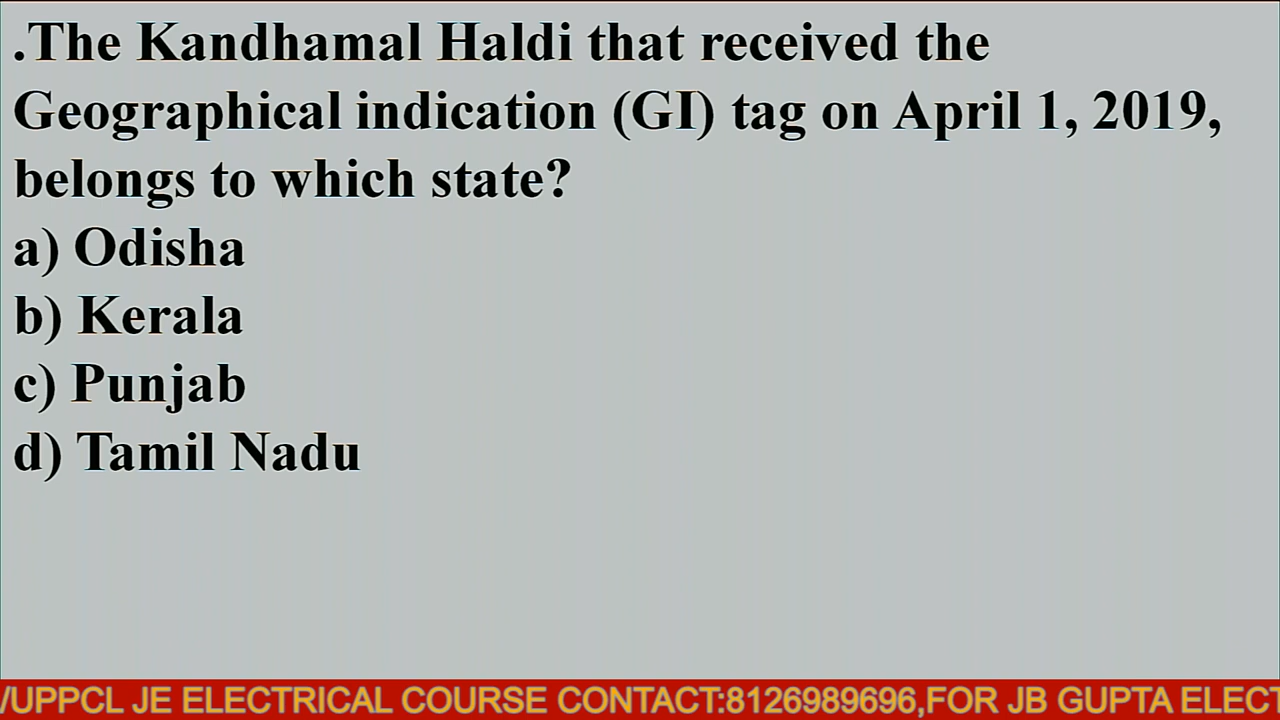 .The Kandhamal Haldi that received the
Geographical indication (GI) tag on April 1, 2019,
belongs to which state?
a) Odisha
b) Kerala
c) Punjab
d) Tamil Nadu
/UPPCL JE ELECTRICAL COURSE CONTACT:8126989696,FOR JB GUPTA ELECT